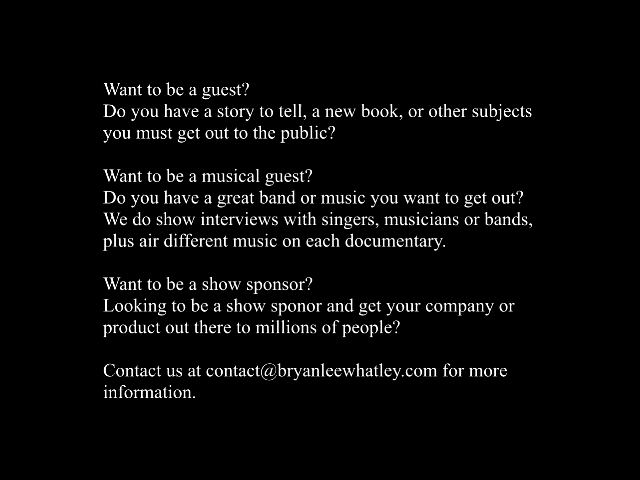 Want to be a guest?
Do you have a story to tell, a new book, or other subjects
you must get out to the public?
Want to be a musical guest?
Do you have a great band or music you want to get out?
We do show interviews with singers, musicians or bands,
plus air different music on each documentary.
Want to be a show sponsor?
Looking to be a show sponor and get your company or
product out there to millions of people?
Contact us at contact@bryanleewhatley.com for more
information.